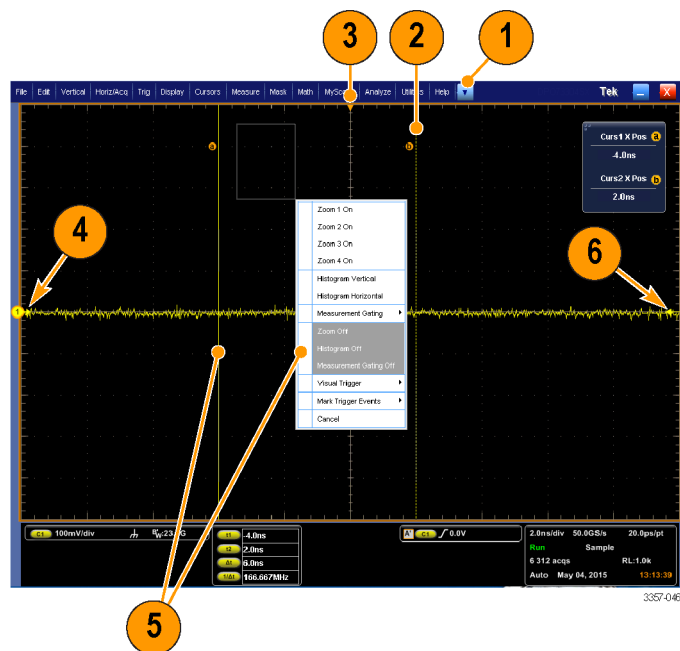 3 2 1
File Edit Vertical Horiz/Acq Trig Display Cursors Measure Mask Math Analyze Help Tek X
a b
Curs1 X Pos a
-4.0ns
Curs2 X Pos b
2.0ns
4
6
1
Zoom 1 On
Zoom 2 On
Zoom 3 On
Zoom 4 On
Histogram Vertical
Histogram Horizontal
Measurement Gating
Zoom Off
Histogram Off
Measurement Gating Off
Visual Trigger
Mark Trigger Events
Cancel
C1 100mV/div
t1 -4.0ns
t2 2.0ns
Δt 6.0ns
1/Δt 166.667MHz
A' C1 0.0V
2.0ns/div 50.0GS/s 20.0ps/pt
Run Sample
6 312 acqs RL:1.0k
Auto May 04, 2015 13:13:39
3357-046
5